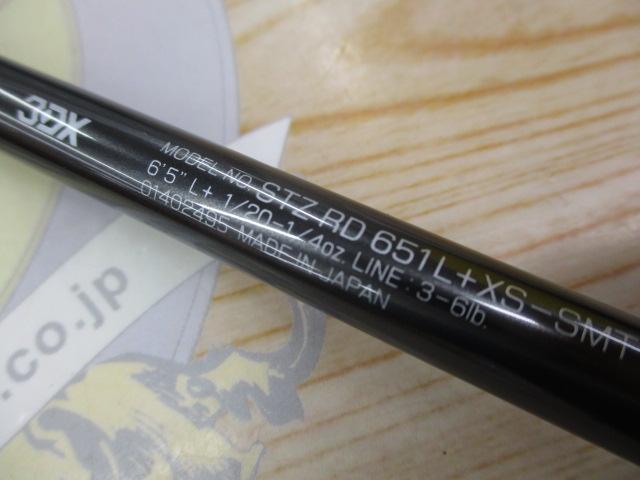 3DX
MODEL NO. STZ RD 651L+XS-SMT
6'5" L+ 1/20-1/4oz. LINE : 3-6lb.
01402495 MADE IN JAPAN
.co.jp